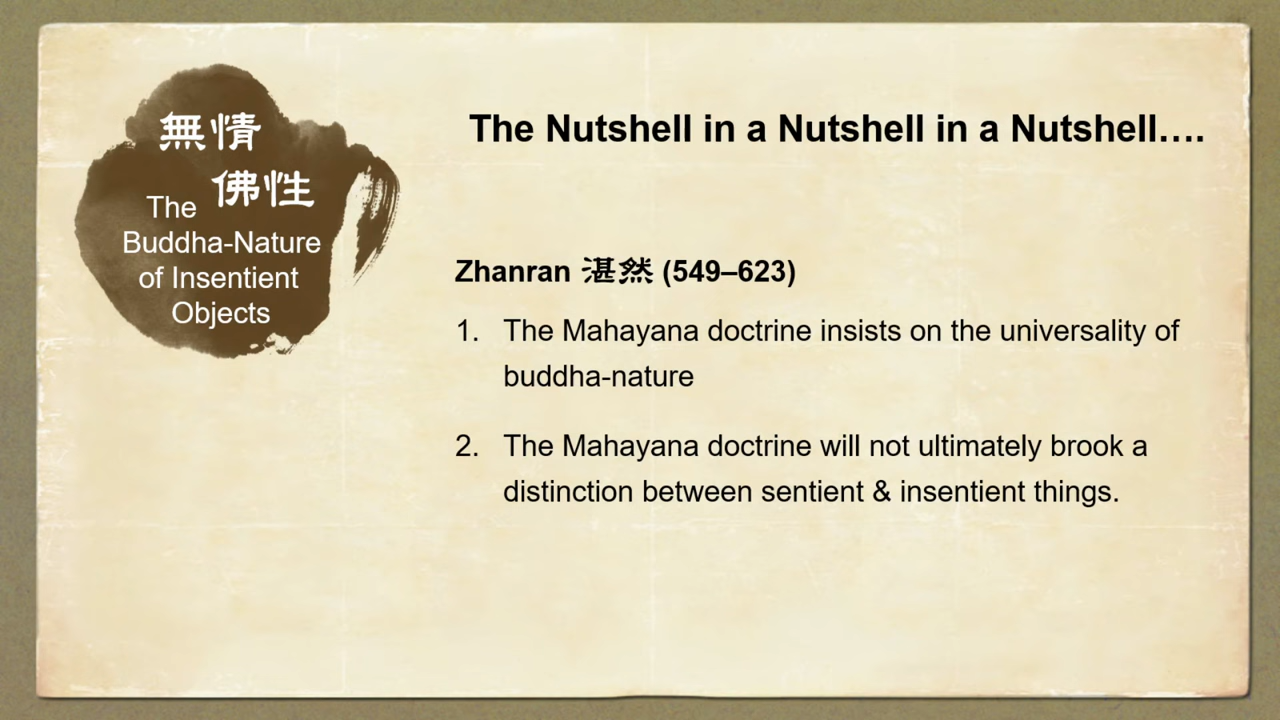 無情
佛性
The
Buddha-Nature
of Insentient
Objects
The Nutshell in a Nutshell in a Nutshell….
Zhanran 湛然 (549–623)
1. The Mahayana doctrine insists on the universality of
buddha-nature
2. The Mahayana doctrine will not ultimately brook a
distinction between sentient & insentient things.